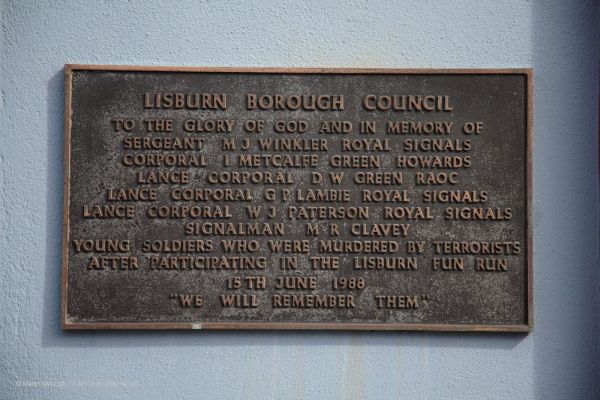 LISBURN BOROUGH COUNCIL
TO THE GLORY OF GOD AND IN MEMORY OF
SERGEANT M J WINKLER ROYAL SIGNALS
CORPORAL I METCALFE GREEN HOWARDS
LANCE CORPORAL D W GREEN RAOC
LANCE CORPORAL G P LAMBIE ROYAL SIGNALS
LANCE CORPORAL W J PATERSON ROYAL SIGNALS
SIGNALMAN M R CLAVEY
YOUNG SOLDIERS WHO WERE MURDERED BY TERRORISTS
AFTER PARTICIPATING IN THE LISBURN FUN RUN
15TH JUNE 1988
"WE WILL REMEMBER THEM"